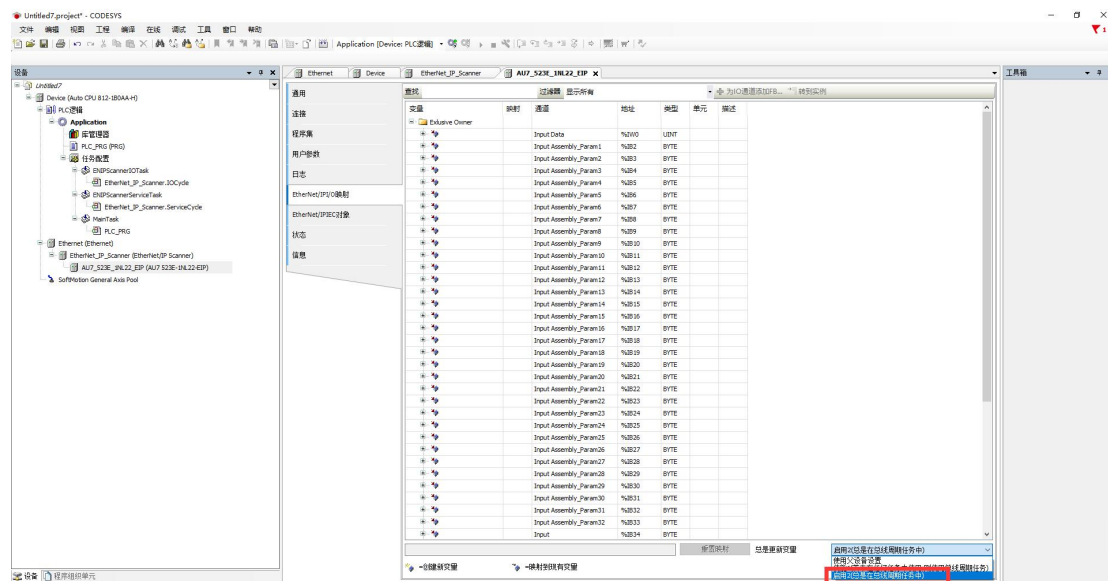 Untitled7.project* - CODESYS
文件 编辑 视图 工程 编译 在线 调试 工具 窗口 帮助
Application [Device: PLC逻辑]
1
设备
Untitled7
Device (Auto CPU 812-1B0AA-H)
PLC逻辑
Application
库管理器
PLC_PRG (PRG)
任务配置
ENIPScannerIOTask
EtherNet_IP_Scanner.IOCycle
ENIPScannerServiceTask
EtherNet_IP_Scanner.ServiceCycle
MainTask
PLC_PRG
Ethernet (Ethernet)
EtherNet_IP_Scanner (EtherNet/IP Scanner)
AU7_523E_1NL22_EIP (AU7 523E-1NL22-EIP)
SoftMotion General Axis Pool
设备 程序组织单元
Ethernet Device EtherNet_IP_Scanner AU7_523E_1NL22_EIP
工具箱
通用
连接
程序集
用户参数
日志
EtherNet/IPI/O映射
EtherNet/IPIEC对象
状态
信息
查找 过滤器 显示所有 为IO通道添加FB... 转到实例
变量 映射 通道 地址 类型 单元 描述
Exlusive Owner
Input Data %IW0 UINT
Input Assembly_Param1 %IB2 BYTE
Input Assembly_Param2 %IB3 BYTE
Input Assembly_Param3 %IB4 BYTE
Input Assembly_Param4 %IB5 BYTE
Input Assembly_Param5 %IB6 BYTE
Input Assembly_Param6 %IB7 BYTE
Input Assembly_Param7 %IB8 BYTE
Input Assembly_Param8 %IB9 BYTE
Input Assembly_Param9 %IB10 BYTE
Input Assembly_Param10 %IB11 BYTE
Input Assembly_Param11 %IB12 BYTE
Input Assembly_Param12 %IB13 BYTE
Input Assembly_Param13 %IB14 BYTE
Input Assembly_Param14 %IB15 BYTE
Input Assembly_Param15 %IB16 BYTE
Input Assembly_Param16 %IB17 BYTE
Input Assembly_Param17 %IB18 BYTE
Input Assembly_Param18 %IB19 BYTE
Input Assembly_Param19 %IB20 BYTE
Input Assembly_Param20 %IB21 BYTE
Input Assembly_Param21 %IB22 BYTE
Input Assembly_Param22 %IB23 BYTE
Input Assembly_Param23 %IB24 BYTE
Input Assembly_Param24 %IB25 BYTE
Input Assembly_Param25 %IB26 BYTE
Input Assembly_Param26 %IB27 BYTE
Input Assembly_Param27 %IB28 BYTE
Input Assembly_Param28 %IB29 BYTE
Input Assembly_Param29 %IB30 BYTE
Input Assembly_Param30 %IB31 BYTE
Input Assembly_Param31 %IB32 BYTE
Input Assembly_Param32 %IB33 BYTE
Input %IB34 BYTE
重置映射 总是更新变量 启用2(总是在总线周期任务中)
使用父设备设置
启用2(总是在总线周期任务中)
=创建新变量 =映射到现有变量